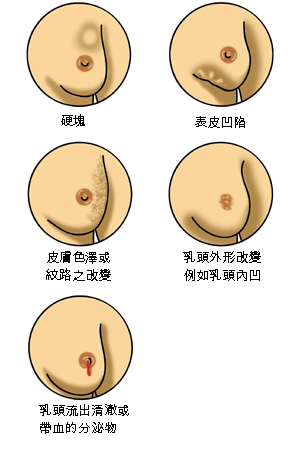 硬塊
表皮凹陷
皮膚色澤或
紋路之改變
乳頭外形改變
例如乳頭內凹
乳頭流出清澈或
帶血的分泌物